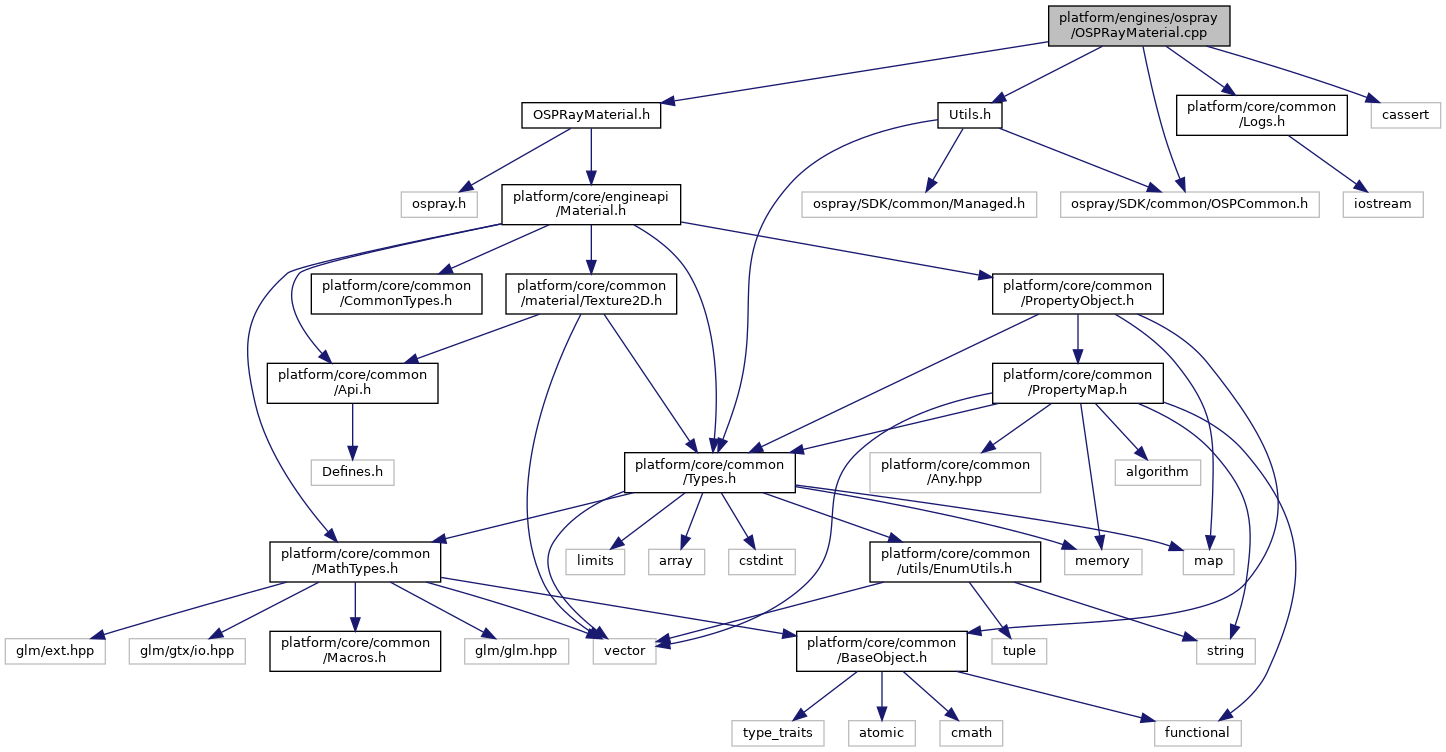 platform/engines/ospray
/OSPRayMaterial.cpp
OSPRayMaterial.h
Utils.h
platform/core/common
/Logs.h
cassert
ospray.h
platform/core/engineapi
/Material.h
ospray/SDK/common/Managed.h
ospray/SDK/common/OSPCommon.h
iostream
platform/core/common
/CommonTypes.h
platform/core/common
/material/Texture2D.h
platform/core/common
/PropertyObject.h
platform/core/common
/Api.h
platform/core/common
/PropertyMap.h
Defines.h
platform/core/common
/Types.h
platform/core/common
/Any.hpp
algorithm
platform/core/common
/MathTypes.h
limits
array
cstdint
platform/core/common
/utils/EnumUtils.h
memory
map
glm/ext.hpp
glm/gtx/io.hpp
platform/core/common
/Macros.h
glm/glm.hpp
vector
platform/core/common
/BaseObject.h
tuple
string
type_traits
atomic
cmath
functional